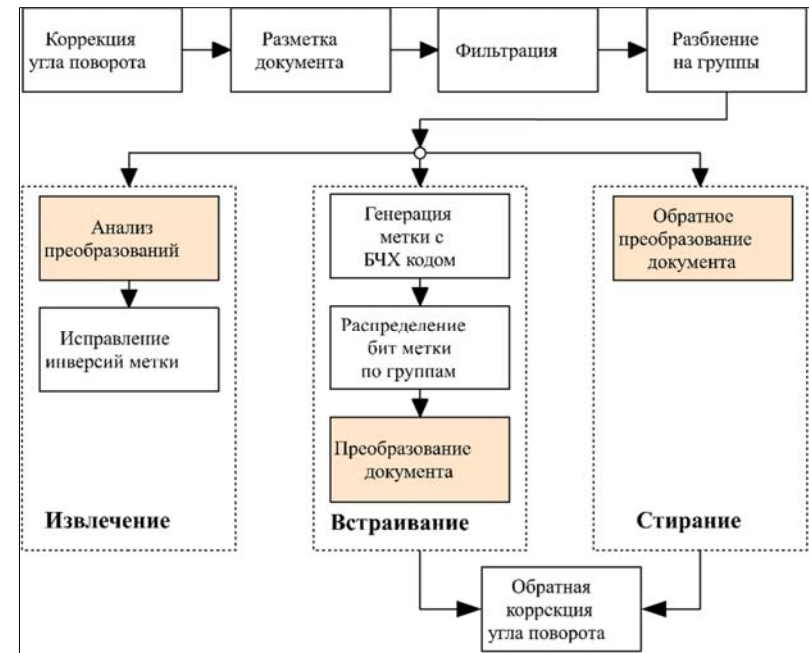 Коррекция
угла поворота
Разметка
документа
Фильтрация
Разбиение
на группы
Анализ
преобразований
Исправление
инверсий метки
Извлечение
Генерация
метки с
БЧХ кодом
Распределение
бит метки
по группам
Преобразование
документа
Встраивание
Обратное
преобразование
документа
Стирание
Обратная
коррекция
угла поворота